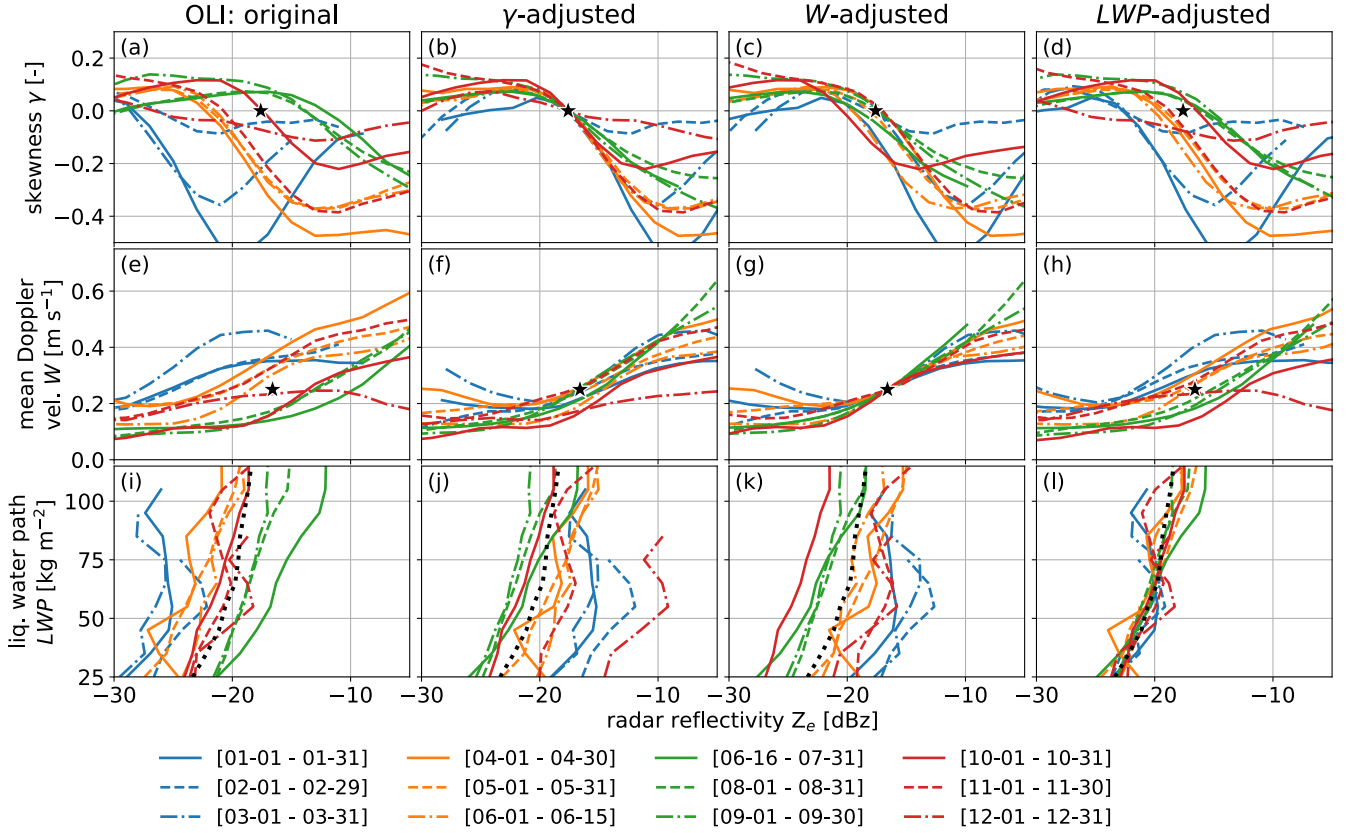 OLI: original γ-adjusted W-adjusted LWP-adjusted
(a) (b) (c) (d)
skewness γ [-]
0.2
0.0
−0.2
−0.4
(e) (f) (g) (h)
mean Doppler
vel. W [m s⁻¹]
0.6
0.4
0.2
0.0
(i) (j) (k) (l)
liq. water path
LWP [kg m⁻²]
100
75
50
25
−30 −20 −10 −30 −20 −10 −30 −20 −10 −30 −20 −10
radar reflectivity Zₑ [dBz]
[01-01 - 01-31] [04-01 - 04-30] [06-16 - 07-31] [10-01 - 10-31]
[02-01 - 02-29] [05-01 - 05-31] [08-01 - 08-31] [11-01 - 11-30]
[03-01 - 03-31] [06-01 - 06-15] [09-01 - 09-30] [12-01 - 12-31]